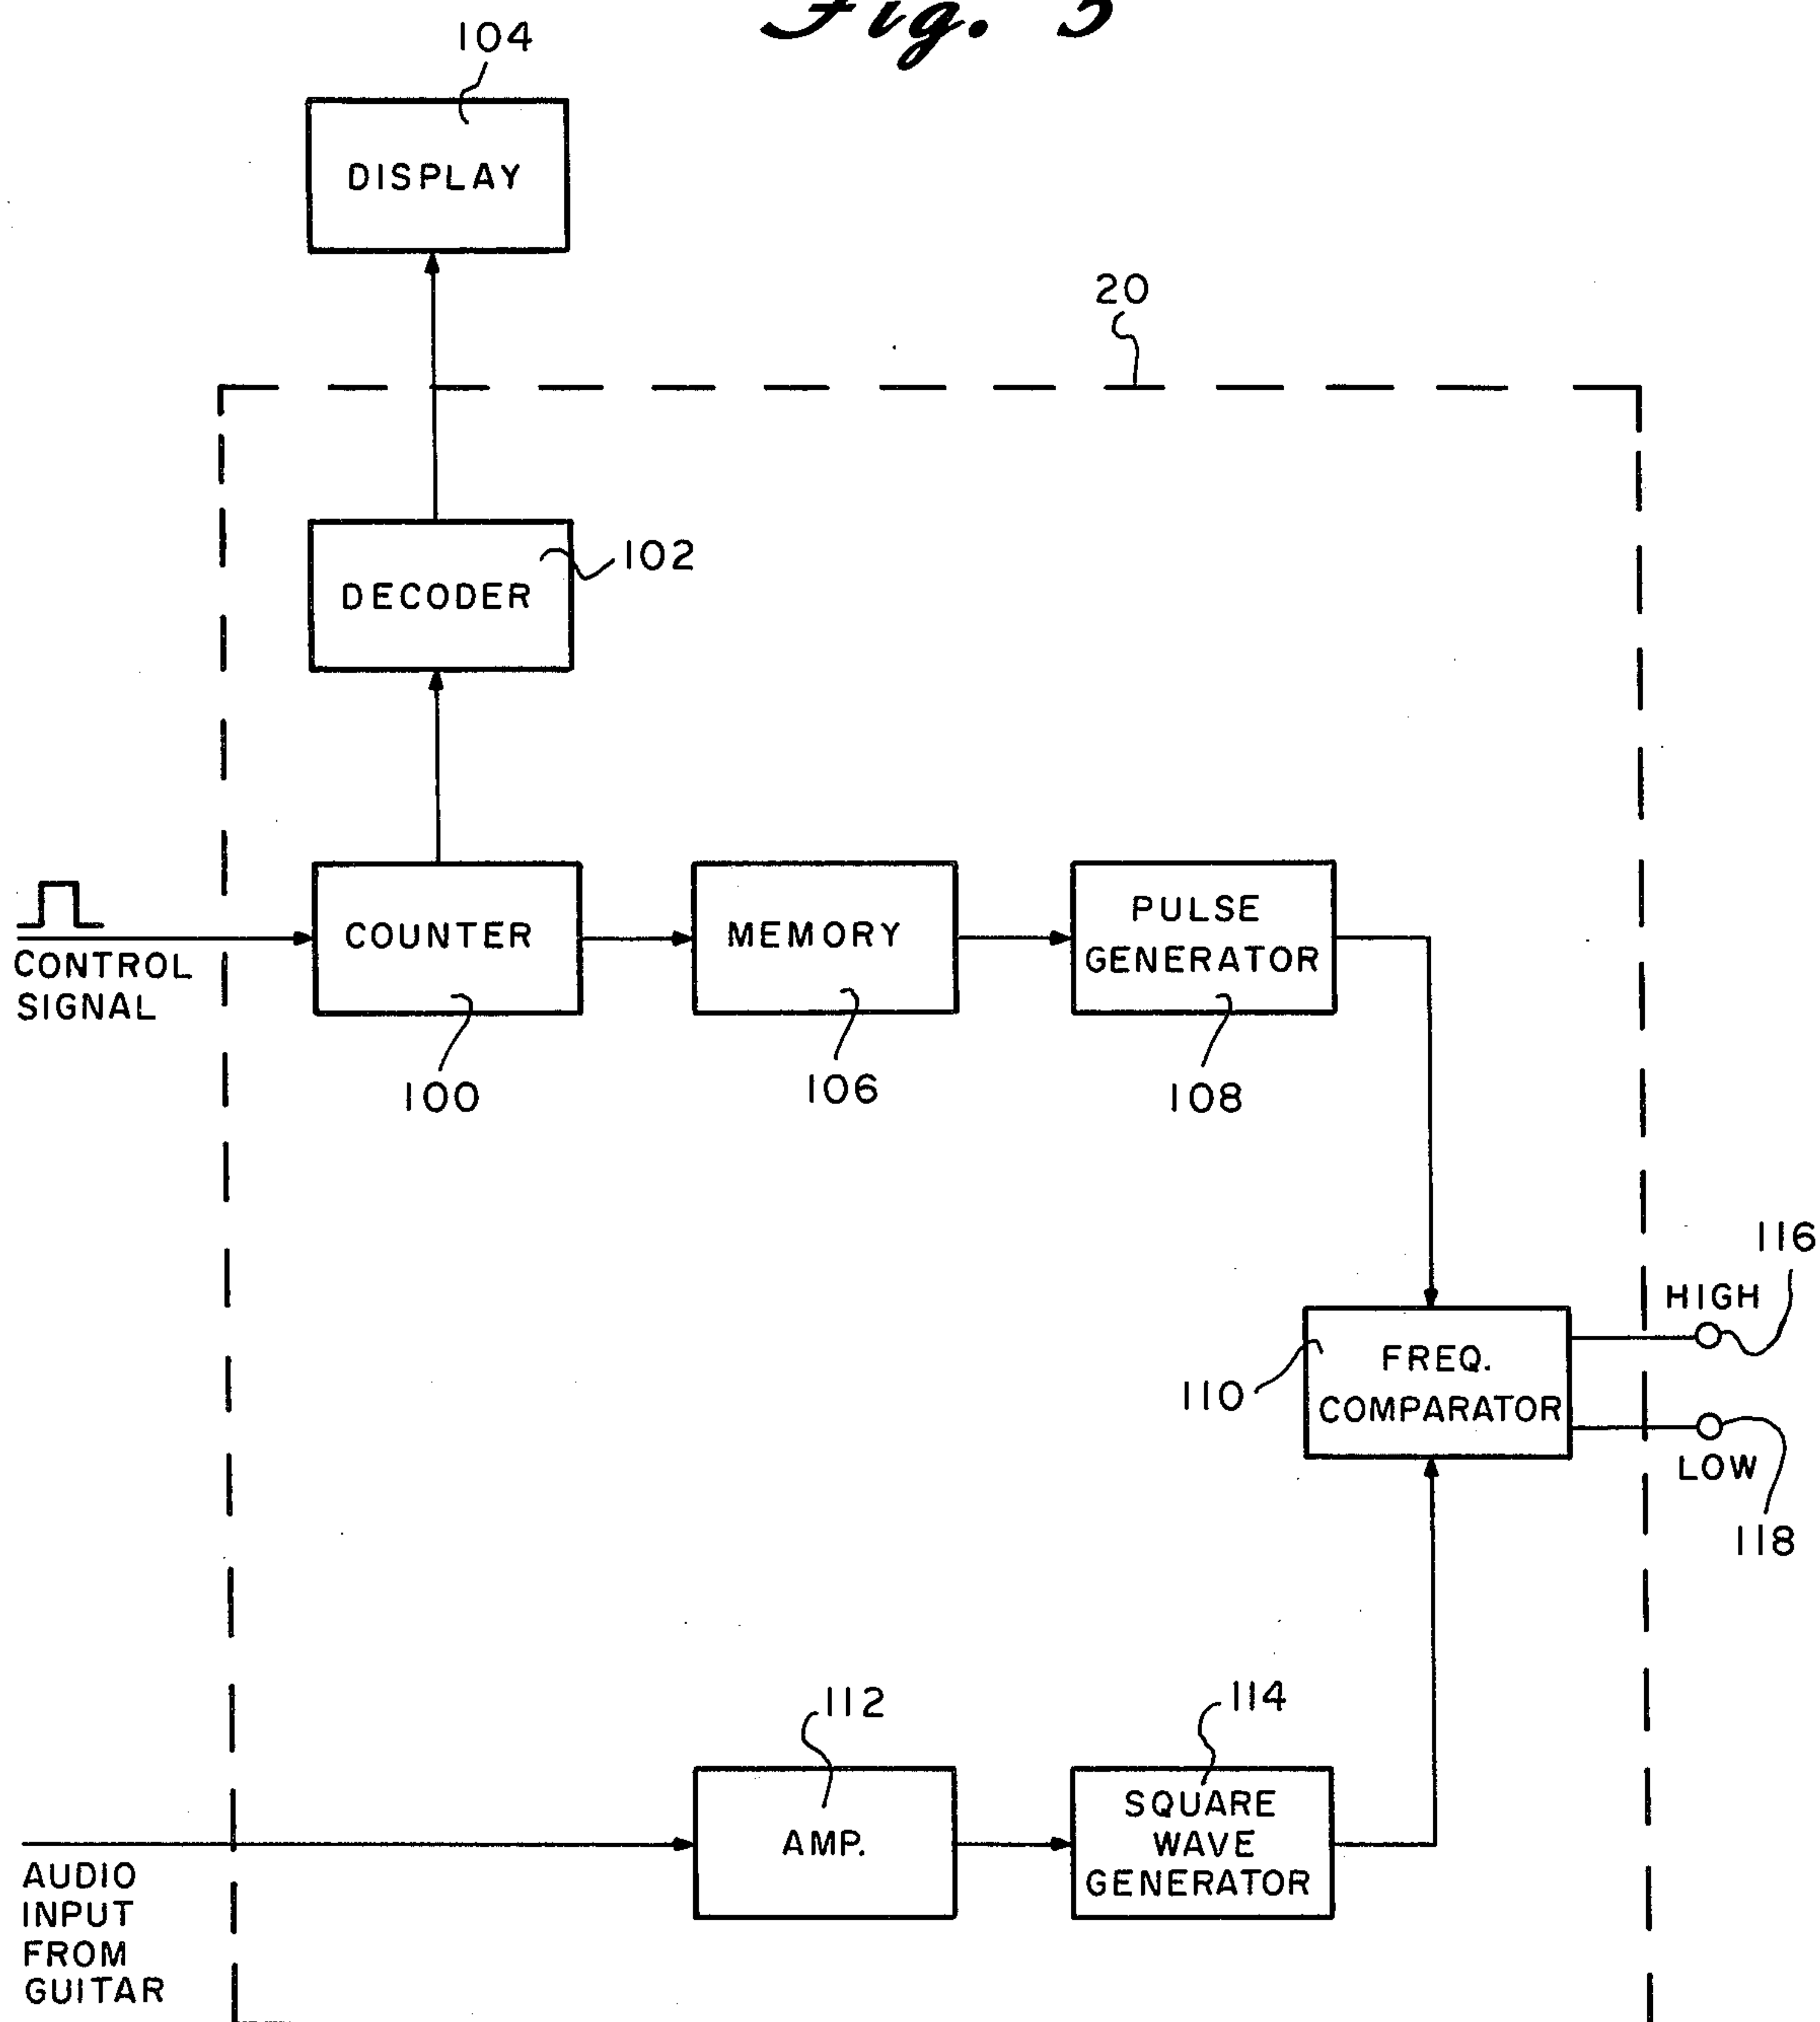 Fig. 5
104
DISPLAY
20
102
DECODER
COUNTER
MEMORY
PULSE
GENERATOR
CONTROL
SIGNAL
100
106
108
116
HIGH
FREQ.
COMPARATOR
110
LOW
118
112
114
AMP.
SQUARE
WAVE
GENERATOR
AUDIO
INPUT
FROM
GUITAR